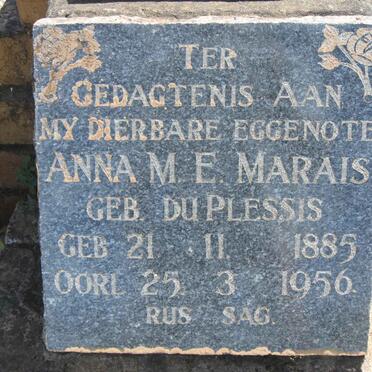 TER
GEDAGTENIS AAN
MY DIERBARE EGGENOTE
ANNA M. E. MARAIS
GEB. DU PLESSIS
GEB 21 . 11 . 1885
OORL 25 . 3 . 1956.
RUS SAG.